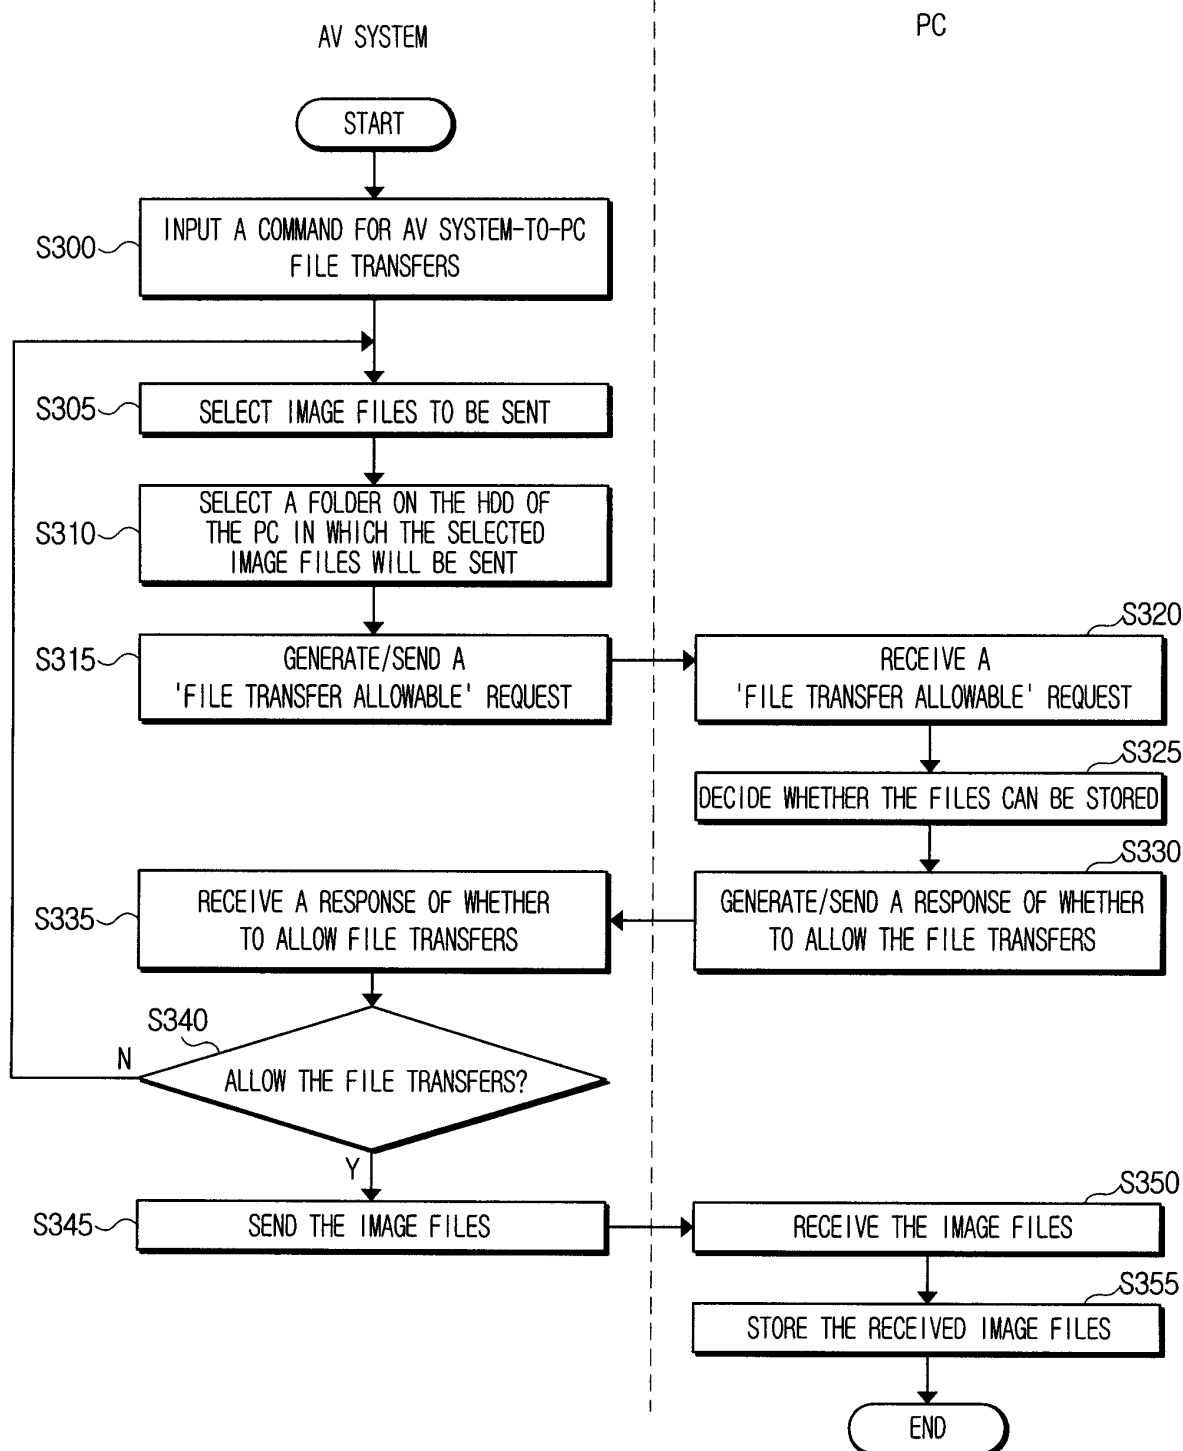 AV SYSTEM
PC
START
S300
INPUT A COMMAND FOR AV SYSTEM-TO-PC
FILE TRANSFERS
S305
SELECT IMAGE FILES TO BE SENT
S310
SELECT A FOLDER ON THE HDD OF
THE PC IN WHICH THE SELECTED
IMAGE FILES WILL BE SENT
S315
GENERATE/SEND A
'FILE TRANSFER ALLOWABLE' REQUEST
S320
RECEIVE A
'FILE TRANSFER ALLOWABLE' REQUEST
S325
DECIDE WHETHER THE FILES CAN BE STORED
S330
GENERATE/SEND A RESPONSE OF WHETHER
TO ALLOW THE FILE TRANSFERS
S335
RECEIVE A RESPONSE OF WHETHER
TO ALLOW FILE TRANSFERS
S340
N
ALLOW THE FILE TRANSFERS?
Y
S345
SEND THE IMAGE FILES
S350
RECEIVE THE IMAGE FILES
S355
STORE THE RECEIVED IMAGE FILES
END